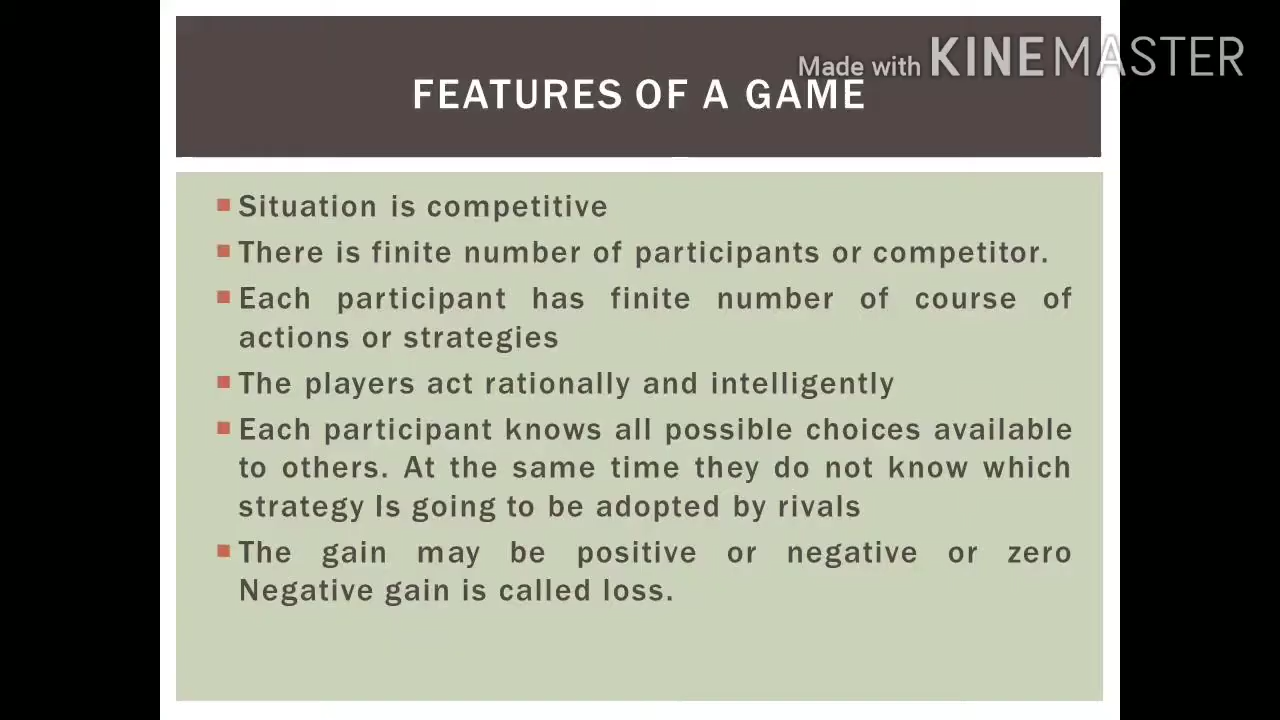 Made with KINEMASTER
FEATURES OF A GAME
Situation is competitive
There is finite number of participants or competitor.
Each participant has finite number of course of
actions or strategies
The players act rationally and intelligently
Each participant knows all possible choices available
to others. At the same time they do not know which
strategy Is going to be adopted by rivals
The gain may be positive or negative or zero
Negative gain is called loss.